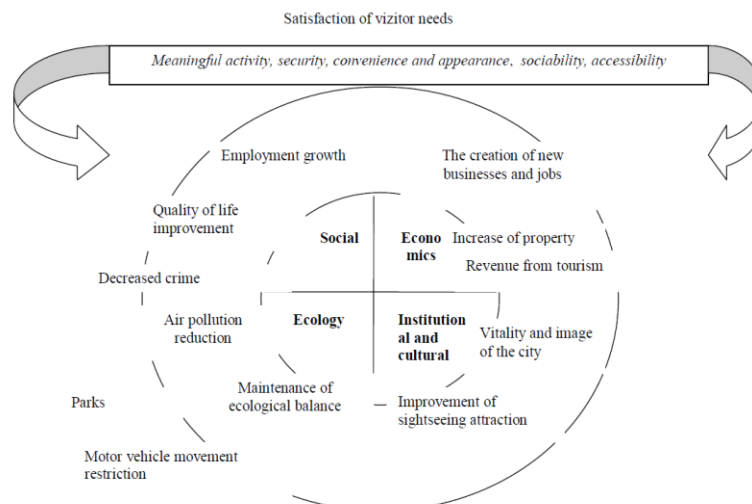 Satisfaction of vizitor needs
Meaningful activity, security, convenience and appearance, sociability, accessibility
Employment growth
The creation of new
businesses and jobs
Quality of life
improvement
Social
Econo
mics
Increase of property
Revenue from tourism
Decreased crime
Air pollution
reduction
Ecology
Institution
al and
cultural
Vitality and image
of the city
Maintenance of
ecological balance
Improvement of
sightseeing attraction
Parks
Motor vehicle movement
restriction